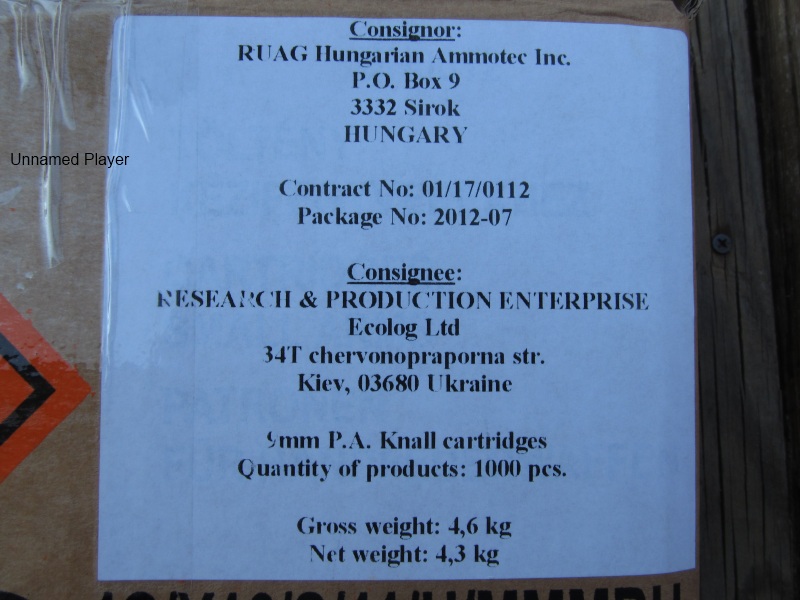 Consignor:
RUAG Hungarian Ammotec Inc.
P.O. Box 9
3332 Sirok
HUNGARY
Unnamed Player
Contract No: 01/17/0112
Package No: 2012-07
Consignee:
RESEARCH & PRODUCTION ENTERPRISE
Ecolog Ltd
34T chervonopraporna str.
Kiev, 03680 Ukraine
9mm P.A. Knall cartridges
Quantity of products: 1000 pcs.
Gross weight: 4,6 kg
Net weight: 4,3 kg